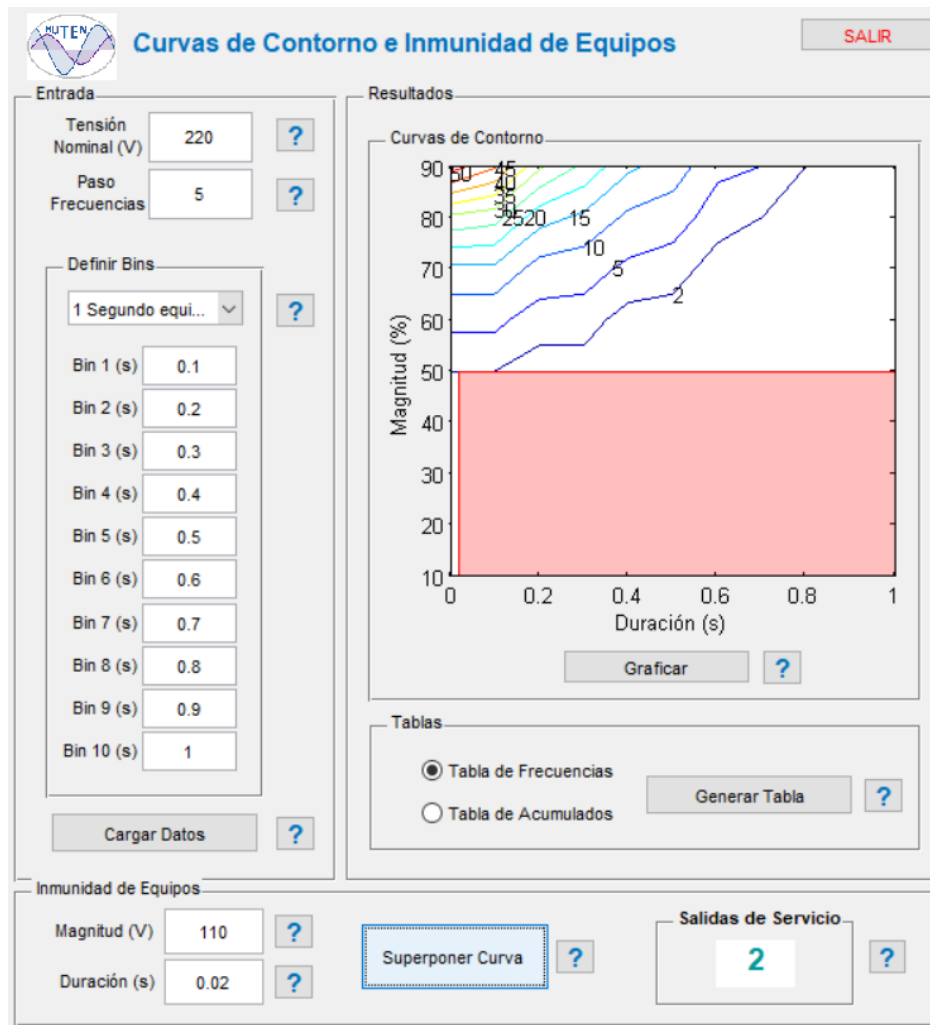 MUTEN
Curvas de Contorno e Inmunidad de Equipos
SALIR
Entrada
Tensión
Nominal (V)
220
?
Paso
Frecuencias
5
?
Definir Bins
1 Segundo equi...
?
Bin 1 (s)
0.1
Bin 2 (s)
0.2
Bin 3 (s)
0.3
Bin 4 (s)
0.4
Bin 5 (s)
0.5
Bin 6 (s)
0.6
Bin 7 (s)
0.7
Bin 8 (s)
0.8
Bin 9 (s)
0.9
Bin 10 (s)
1
Cargar Datos
?
Resultados
Curvas de Contorno
Magnitud (%)
90
80
70
60
50
40
30
20
10
50
45
40
35
30
25
20
15
10
5
2
0
0.2
0.4
0.6
0.8
1
Duración (s)
Graficar
?
Tablas
Tabla de Frecuencias
Tabla de Acumulados
Generar Tabla
?
Inmunidad de Equipos
Magnitud (V)
110
?
Duración (s)
0.02
?
Superponer Curva
?
Salidas de Servicio
2
?